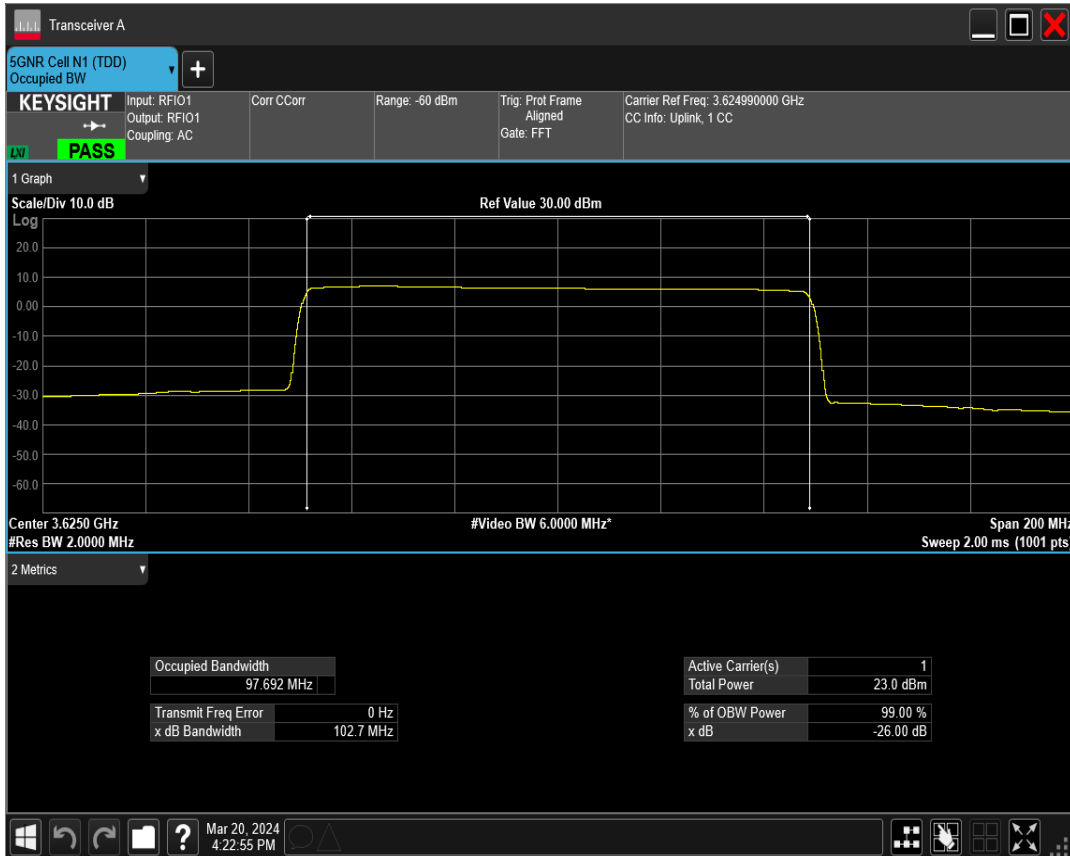 Transceiver A
5GNR Cell N1 (TDD)
Occupied BW
+
KEYSIGHT
LXI
PASS
Input: RFIO1
Output: RFIO1
Coupling: AC
Corr CCorr
Range: -60 dBm
Trig: Prot Frame
Aligned
Gate: FFT
Carrier Ref Freq: 3.624990000 GHz
CC Info: Uplink, 1 CC
1 Graph
Scale/Div 10.0 dB
Ref Value 30.00 dBm
Log
20.0
10.0
0.00
-10.0
-20.0
-30.0
-40.0
-50.0
-60.0
Center 3.6250 GHz
#Video BW 6.0000 MHz*
Span 200 MHz
#Res BW 2.0000 MHz
Sweep 2.00 ms (1001 pts)
2 Metrics
Occupied Bandwidth
97.692 MHz
Transmit Freq Error 0 Hz
x dB Bandwidth 102.7 MHz
Active Carrier(s) 1
Total Power 23.0 dBm
% of OBW Power 99.00 %
x dB -26.00 dB
?
Mar 20, 2024
4:22:55 PM